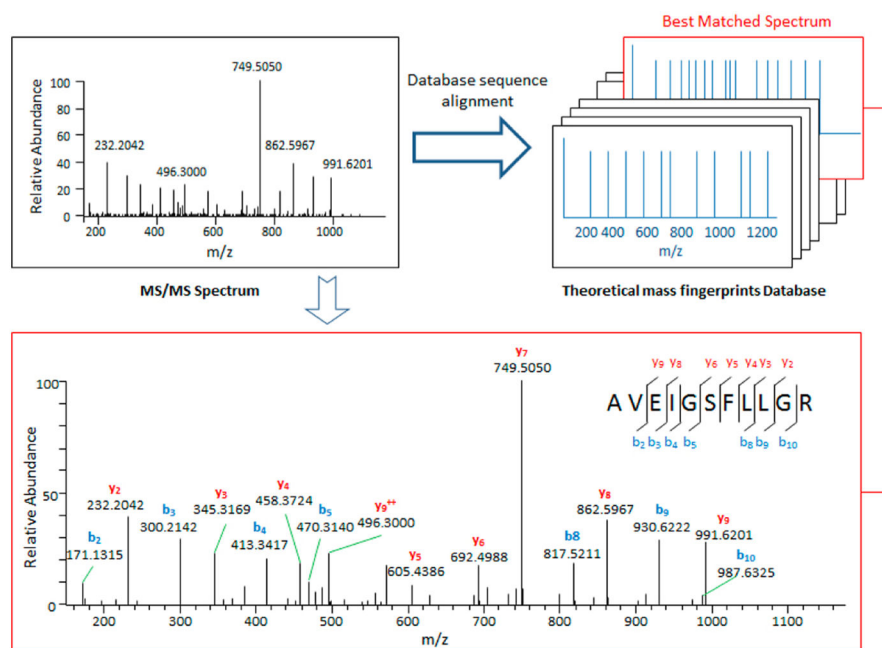 Best Matched Spectrum
749.5050
100
Database sequence
alignment
80
Relative Abundance
60
232.2042
862.5967
40
496.3000
991.6201
20
0
200 400 600 800 1000
m/z
200 400 600 800 1000 1200
m/z
MS/MS Spectrum
Theoretical mass fingerprints Database
y₇
749.5050
100
y₉ y₈ y₆ y₅ y₄ y₃ y₂
A V E I G S F L L G R
b₂ b₃ b₄ b₅ b₈ b₉ b₁₀
Relative Abundance
50
0
b₂
171.1315
y₂
232.2042
b₃
300.2142
y₃
345.3169
b₄
413.3417
y₄
458.3724
b₅
470.3140
y₉⁺⁺
496.3000
y₅
605.4386
y₆
692.4988
b8
817.5211
y₈
862.5967
b₉
930.6222
y₉
991.6201
b₁₀
987.6325
200 300 400 500 600 700 800 900 1000 1100
m/z